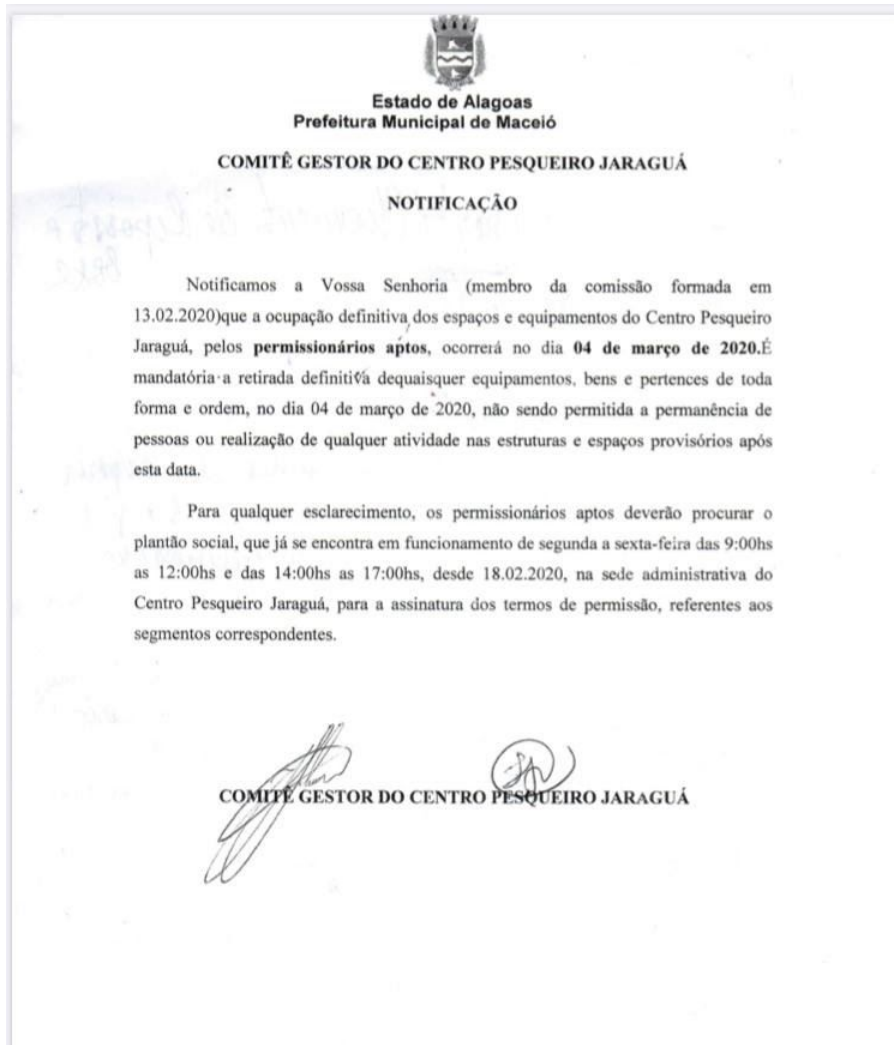 Estado de Alagoas
Prefeitura Municipal de Maceió
COMITÊ GESTOR DO CENTRO PESQUEIRO JARAGUÁ
NOTIFICAÇÃO
Notificamos a Vossa Senhoria (membro da comissão formada em
13.02.2020)que a ocupação definitiva dos espaços e equipamentos do Centro Pesqueiro
Jaraguá, pelos permissionários aptos, ocorrerá no dia 04 de março de 2020.É
mandatória a retirada definitiva dequaisquer equipamentos, bens e pertences de toda
forma e ordem, no dia 04 de março de 2020, não sendo permitida a permanência de
pessoas ou realização de qualquer atividade nas estruturas e espaços provisórios após
esta data.
Para qualquer esclarecimento, os permissionários aptos deverão procurar o
plantão social, que já se encontra em funcionamento de segunda a sexta-feira das 9:00hs
as 12:00hs e das 14:00hs as 17:00hs, desde 18.02.2020, na sede administrativa do
Centro Pesqueiro Jaraguá, para a assinatura dos termos de permissão, referentes aos
segmentos correspondentes.
COMITÊ GESTOR DO CENTRO PESQUEIRO JARAGUÁ